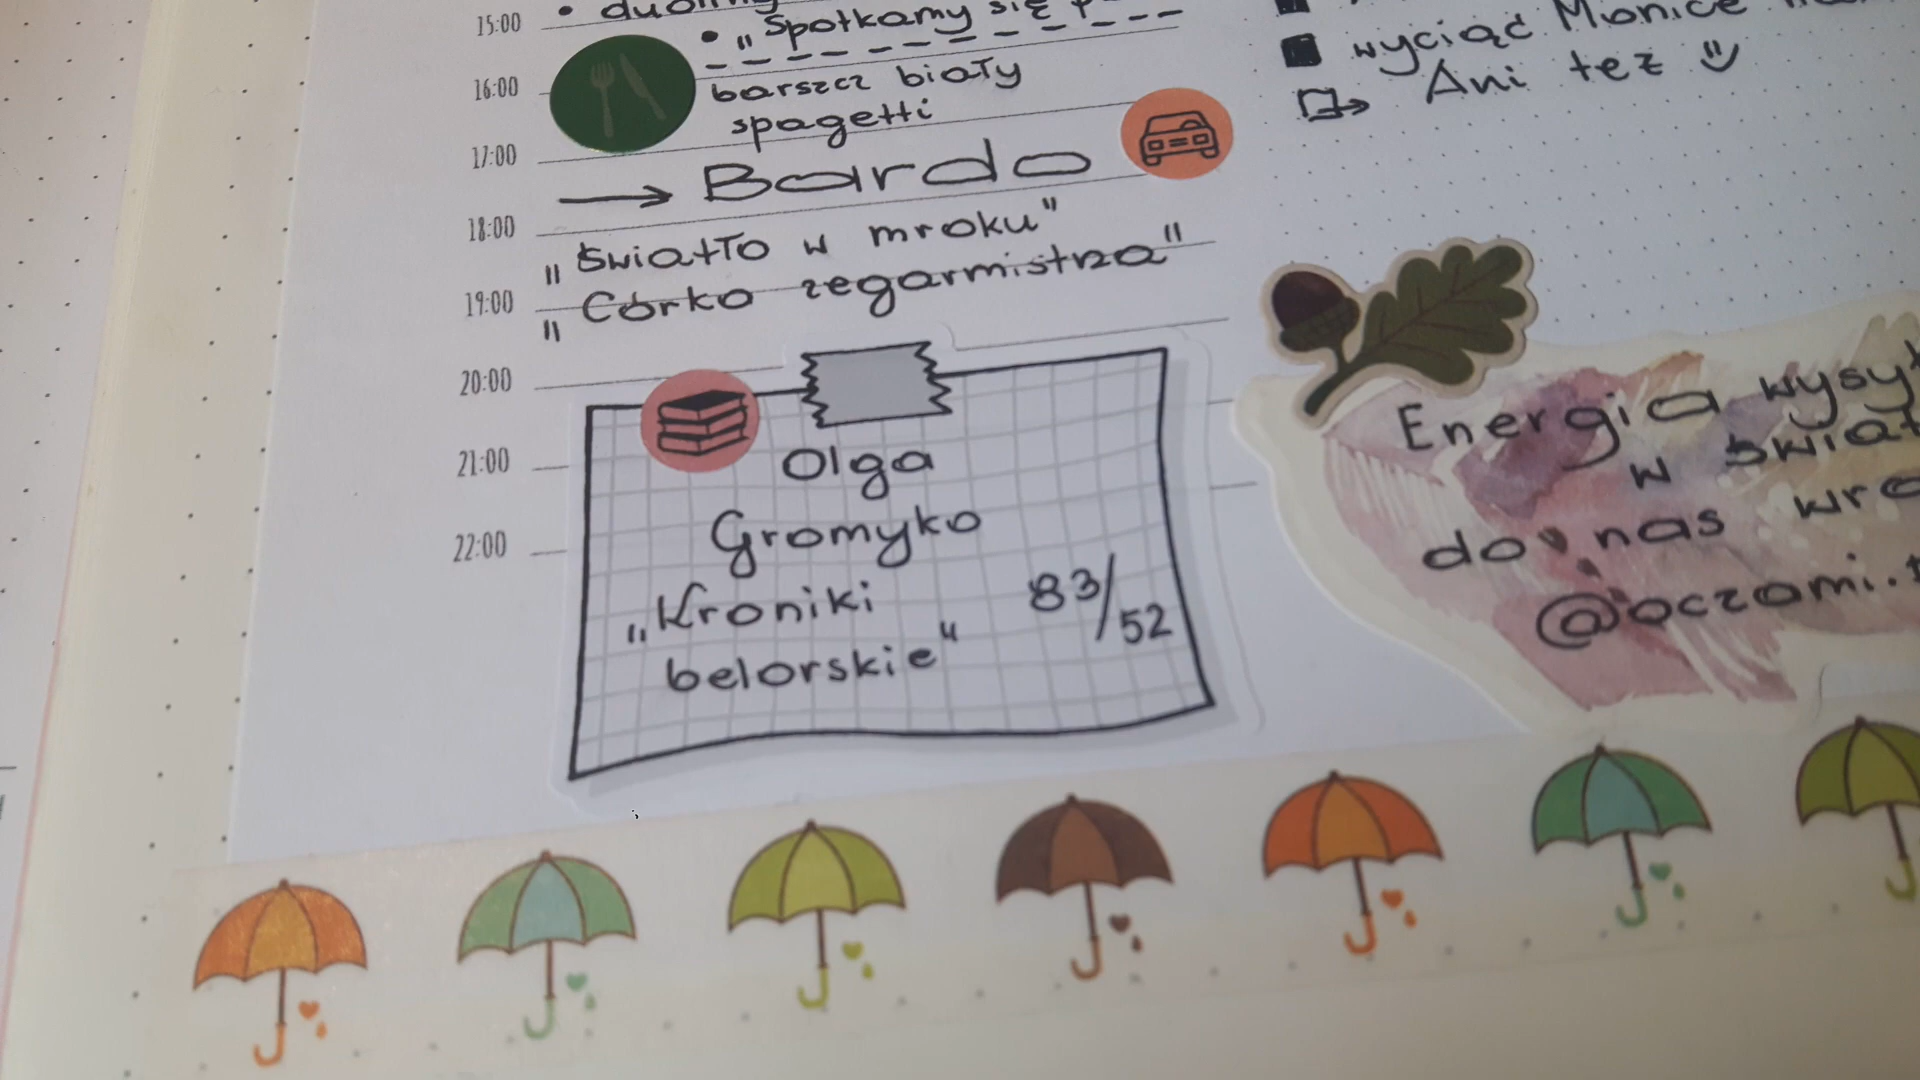 15:00
• „Spotkamy się
16:00
barszcz biały
spagetti
17:00
→ Bardo
18:00
„Światło w mroku"
19:00
„Córka zegarmistrza"
20:00
21:00
22:00
Olga
Gromyko
„Kroniki
belorskie"
83/52
wyciąć Monice
Ani też
Energia
w
do nas
@oczami.